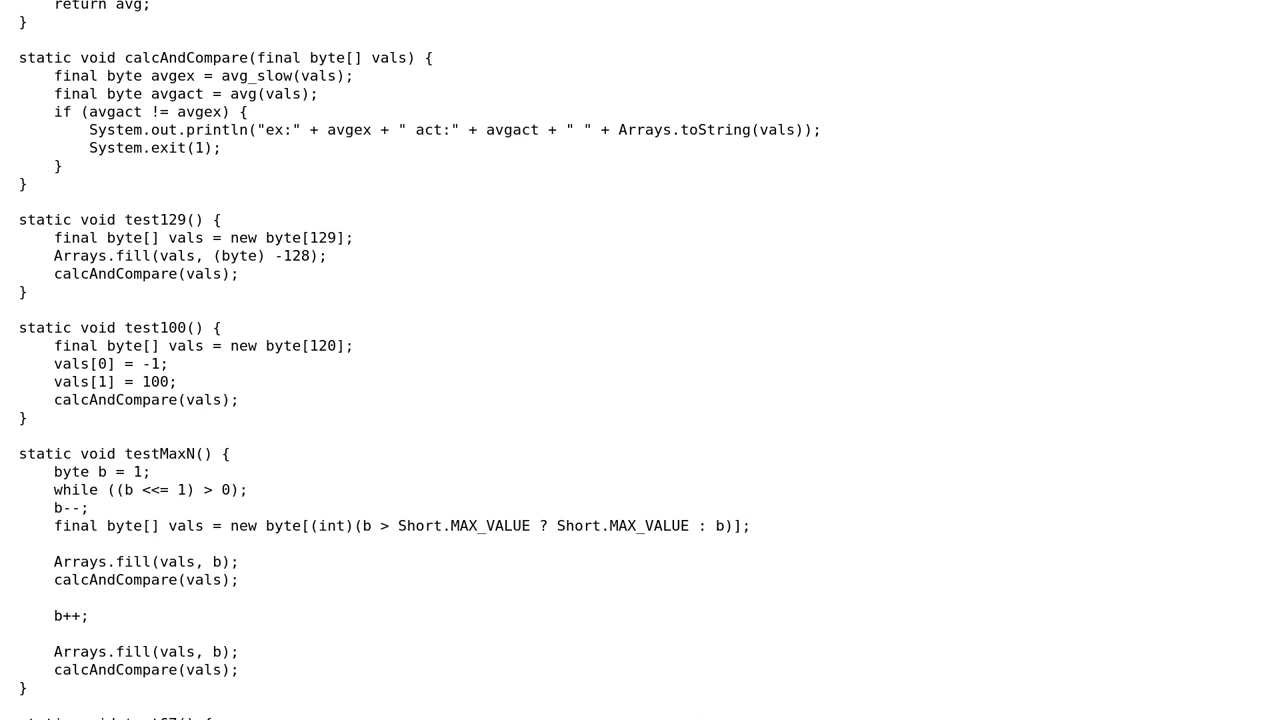 return avg;
}

static void calcAndCompare(final byte[] vals) {
    final byte avgex = avg_slow(vals);
    final byte avgact = avg(vals);
    if (avgact != avgex) {
        System.out.println("ex:" + avgex + " act:" + avgact + " " + Arrays.toString(vals));
        System.exit(1);
    }
}

static void test129() {
    final byte[] vals = new byte[129];
    Arrays.fill(vals, (byte) -128);
    calcAndCompare(vals);
}

static void test100() {
    final byte[] vals = new byte[120];
    vals[0] = -1;
    vals[1] = 100;
    calcAndCompare(vals);
}

static void testMaxN() {
    byte b = 1;
    while ((b <<= 1) > 0);
    b--;
    final byte[] vals = new byte[(int)(b > Short.MAX_VALUE ? Short.MAX_VALUE : b)];

    Arrays.fill(vals, b);
    calcAndCompare(vals);

    b++;

    Arrays.fill(vals, b);
    calcAndCompare(vals);
}